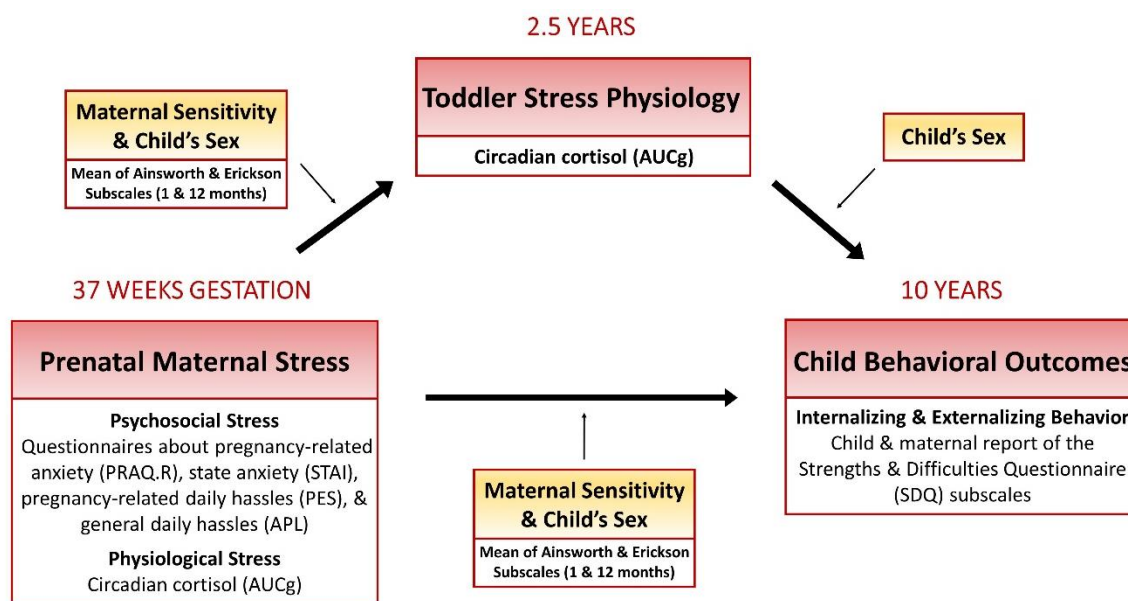 2.5 YEARS
Toddler Stress Physiology
Circadian cortisol (AUCg)
Maternal Sensitivity
& Child's Sex
Mean of Ainsworth & Erickson
Subscales (1 & 12 months)
Child's Sex
37 WEEKS GESTATION
Prenatal Maternal Stress
Psychosocial Stress
Questionnaires about pregnancy-related
anxiety (PRAQ.R), state anxiety (STAI),
pregnancy-related daily hassles (PES), &
general daily hassles (APL)
Physiological Stress
Circadian cortisol (AUCg)
Maternal Sensitivity
& Child's Sex
Mean of Ainsworth & Erickson
Subscales (1 & 12 months)
10 YEARS
Child Behavioral Outcomes
Internalizing & Externalizing Behavior
Child & maternal report of the
Strengths & Difficulties Questionnaire
(SDQ) subscales